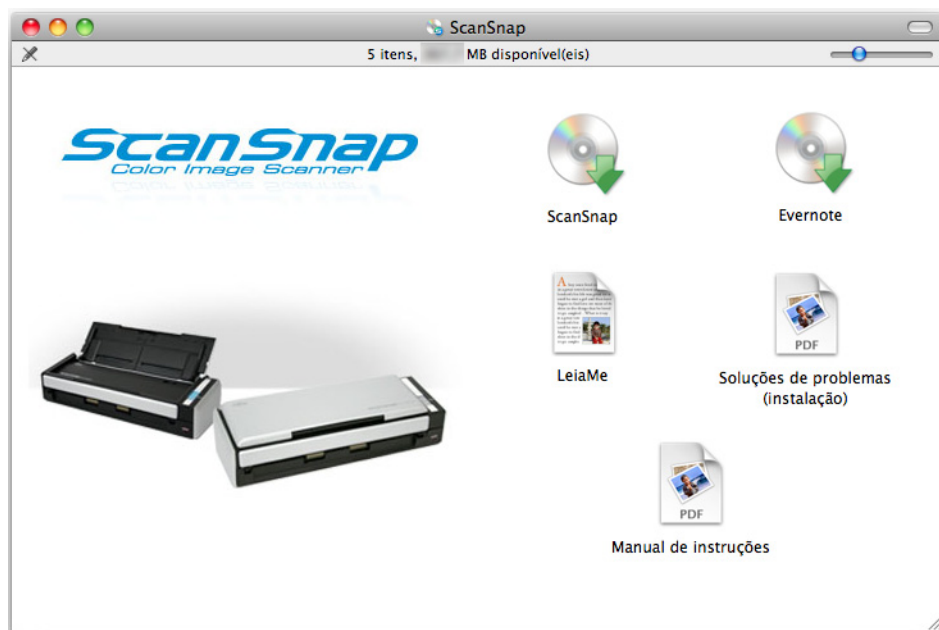 ScanSnap
5 itens, MB disponível(eis)
ScanSnap
Color Image Scanner
ScanSnap
Evernote
LeiaMe
PDF
Soluções de problemas
(instalação)
PDF
Manual de instruções